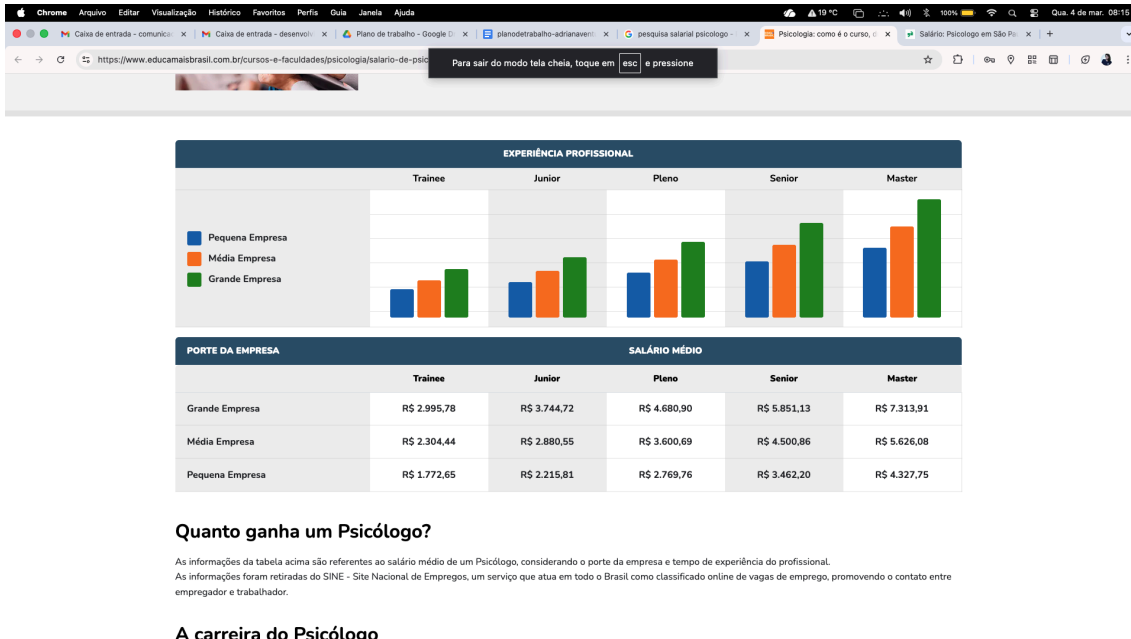 Chrome Arquivo Editar Visualização Histórico Favoritos Perfis Guia Janela Ajuda 19 °C 100% Qua. 4 de mar. 08:15
Caixa de entrada - comunicac Caixa de entrada - desenvolv Plano de trabalho - Google D planodetrabalho-adrianavent pesquisa salarial psicologo - Psicologia: como é o curso, d Salário: Psicologo em São Pa
https://www.educamaisbrasil.com.br/cursos-e-faculdades/psicologia/salario-de-psic
Para sair do modo tela cheia, toque em esc e pressione
EXPERIÊNCIA PROFISSIONAL
Trainee Junior Pleno Senior Master
Pequena Empresa
Média Empresa
Grande Empresa
PORTE DA EMPRESA SALÁRIO MÉDIO
Trainee Junior Pleno Senior Master
Grande Empresa R$ 2.995,78 R$ 3.744,72 R$ 4.680,90 R$ 5.851,13 R$ 7.313,91
Média Empresa R$ 2.304,44 R$ 2.880,55 R$ 3.600,69 R$ 4.500,86 R$ 5.626,08
Pequena Empresa R$ 1.772,65 R$ 2.215,81 R$ 2.769,76 R$ 3.462,20 R$ 4.327,75
Quanto ganha um Psicólogo?
As informações da tabela acima são referentes ao salário médio de um Psicólogo, considerando o porte da empresa e tempo de experiência do profissional.
As informações foram retiradas do SINE - Site Nacional de Empregos, um serviço que atua em todo o Brasil como classificado online de vagas de emprego, promovendo o contato entre
empregador e trabalhador.
A carreira do Psicólogo